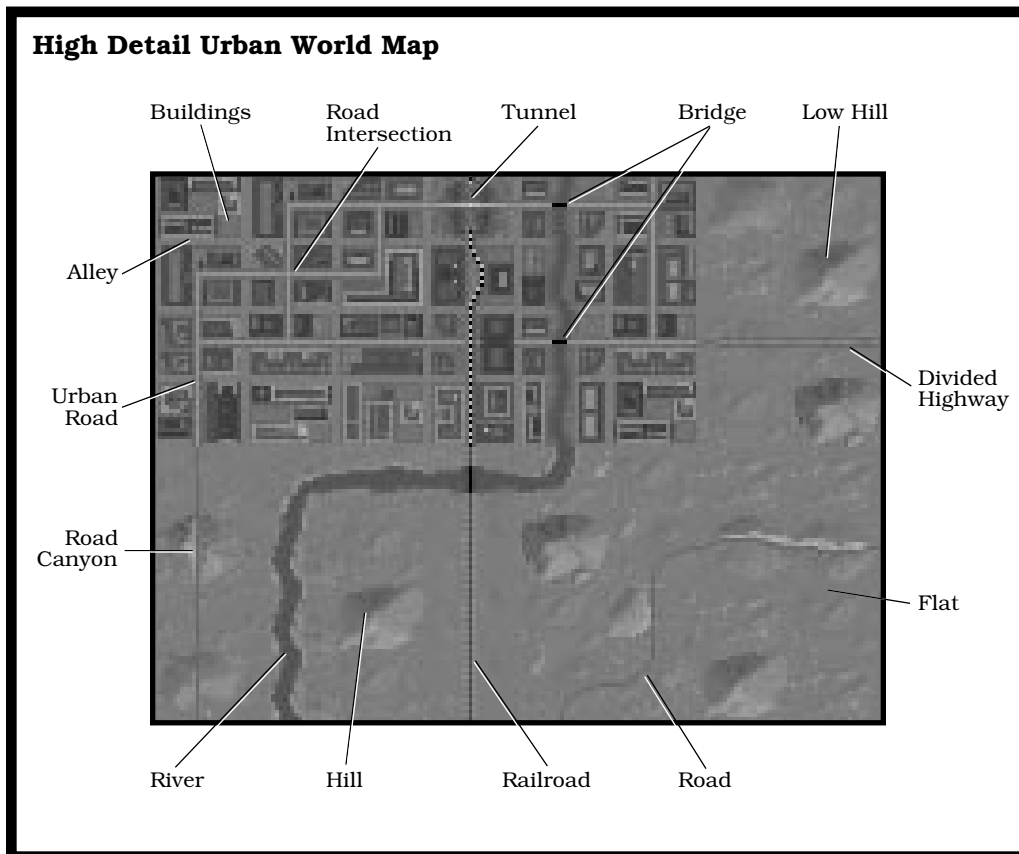 High Detail Urban World Map
Buildings
Road
Intersection
Tunnel
Bridge
Low Hill
Alley
Urban
Road
Divided
Highway
Road
Canyon
Flat
River
Hill
Railroad
Road